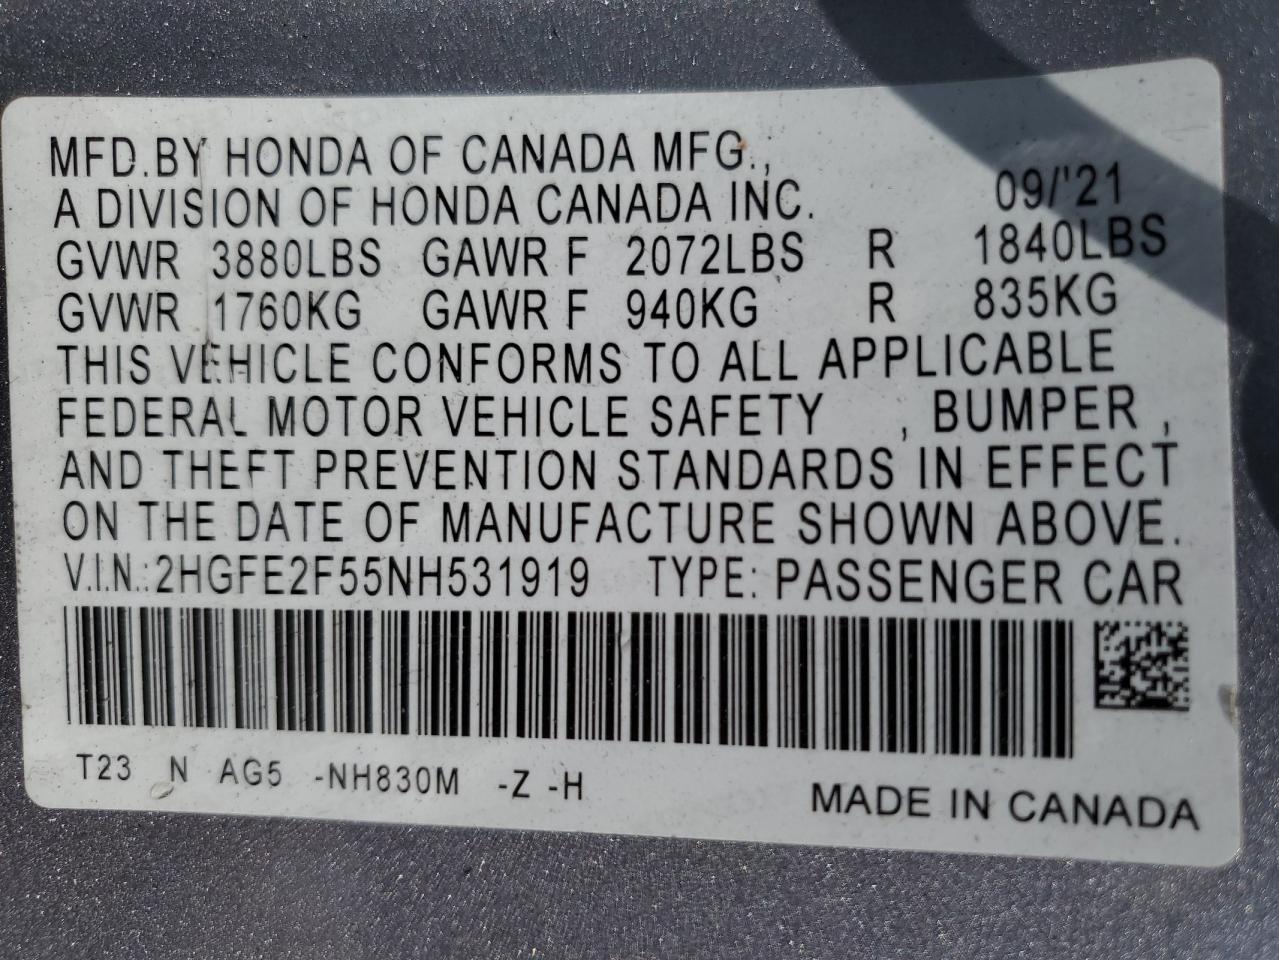 MFD.BY HONDA OF CANADA MFG.,
A DIVISION OF HONDA CANADA INC. 09/'21
GVWR 3880LBS GAWR F 2072LBS R 1840LBS
GVWR 1760KG GAWR F 940KG R 835KG
THIS VEHICLE CONFORMS TO ALL APPLICABLE
FEDERAL MOTOR VEHICLE SAFETY , BUMPER ,
AND THEFT PREVENTION STANDARDS IN EFFECT
ON THE DATE OF MANUFACTURE SHOWN ABOVE.
V.I.N.:2HGFE2F55NH531919 TYPE: PASSENGER CAR
T23 N AG5 -NH830M -Z -H
MADE IN CANADA